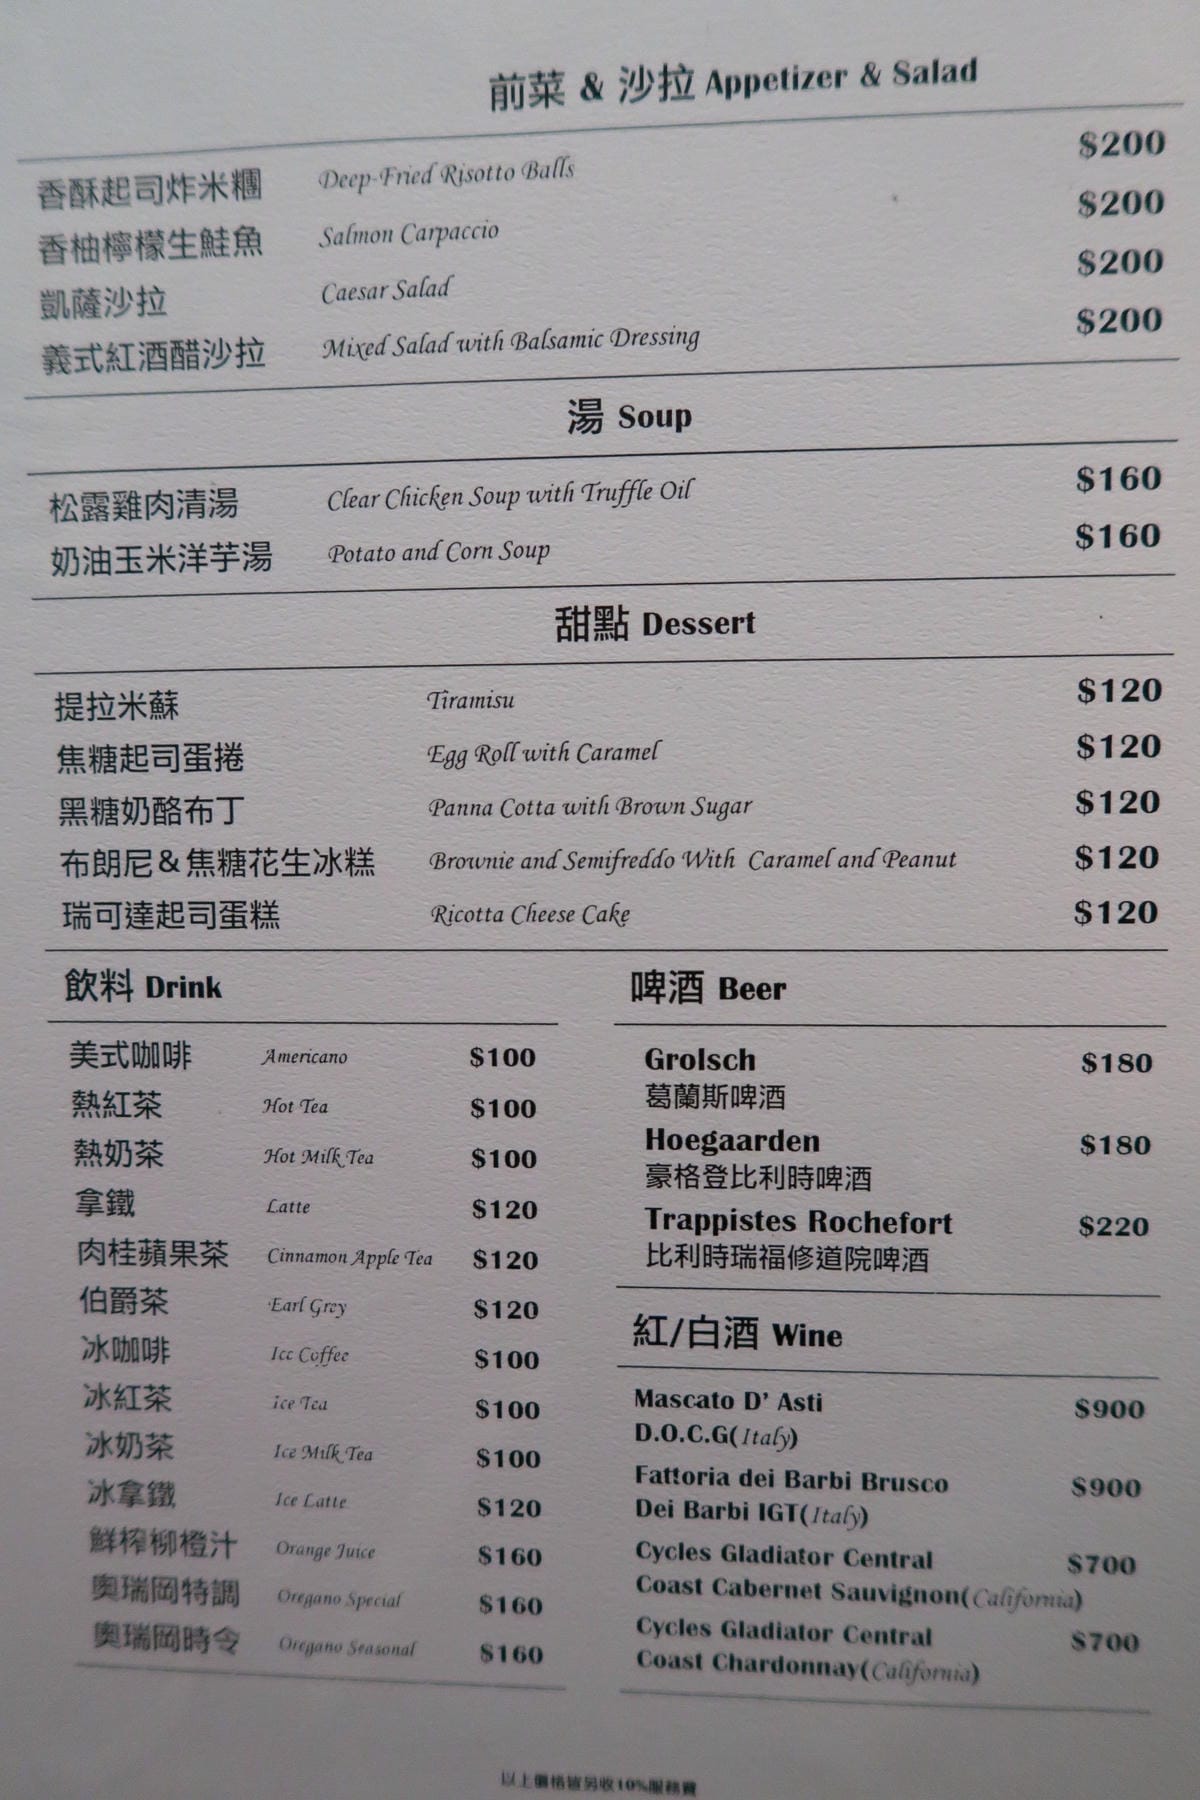 前菜 & 沙拉 Appetizer & Salad
香酥起司炸米糰 Deep-Fried Risotto Balls $200
香柚檸檬生鮭魚 Salmon Carpaccio $200
凱薩沙拉 Caesar Salad $200
義式紅酒醋沙拉 Mixed Salad with Balsamic Dressing $200
湯 Soup
松露雞肉清湯 Clear Chicken Soup with Truffle Oil $160
奶油玉米洋芋湯 Potato and Corn Soup $160
甜點 Dessert
提拉米蘇 Tiramisu $120
焦糖起司蛋捲 Egg Roll with Caramel $120
黑糖奶酪布丁 Panna Cotta with Brown Sugar $120
布朗尼&焦糖花生冰糕 Brownie and Semifreddo With Caramel and Peanut $120
瑞可達起司蛋糕 Ricotta Cheese Cake $120
飲料 Drink
美式咖啡 Americano $100
熱紅茶 Hot Tea $100
熱奶茶 Hot Milk Tea $100
拿鐵 Latte $120
肉桂蘋果茶 Cinnamon Apple Tea $120
伯爵茶 Earl Grey $120
冰咖啡 Ice Coffee $100
冰紅茶 ice Tea $100
冰奶茶 Ice Milk Tea $100
冰拿鐵 Ice Latte $120
鮮榨柳橙汁 Orange Juice $160
奧瑞岡特調 Oregano Special $160
奧瑞岡時令 Oregano Seasonal $160
啤酒 Beer
Grolsch $180
葛蘭斯啤酒
Hoegaarden $180
豪格登比利時啤酒
Trappistes Rochefort $220
比利時瑞福修道院啤酒
紅/白酒 Wine
Mascato D' Asti $900
D.O.C.G(Italy)
Fattoria dei Barbi Brusco $900
Dei Barbi IGT(Italy)
Cycles Gladiator Central $700
Coast Cabernet Sauvignon(California)
Cycles Gladiator Central $700
Coast Chardonnay(California)
以上價格皆另收10%服務費